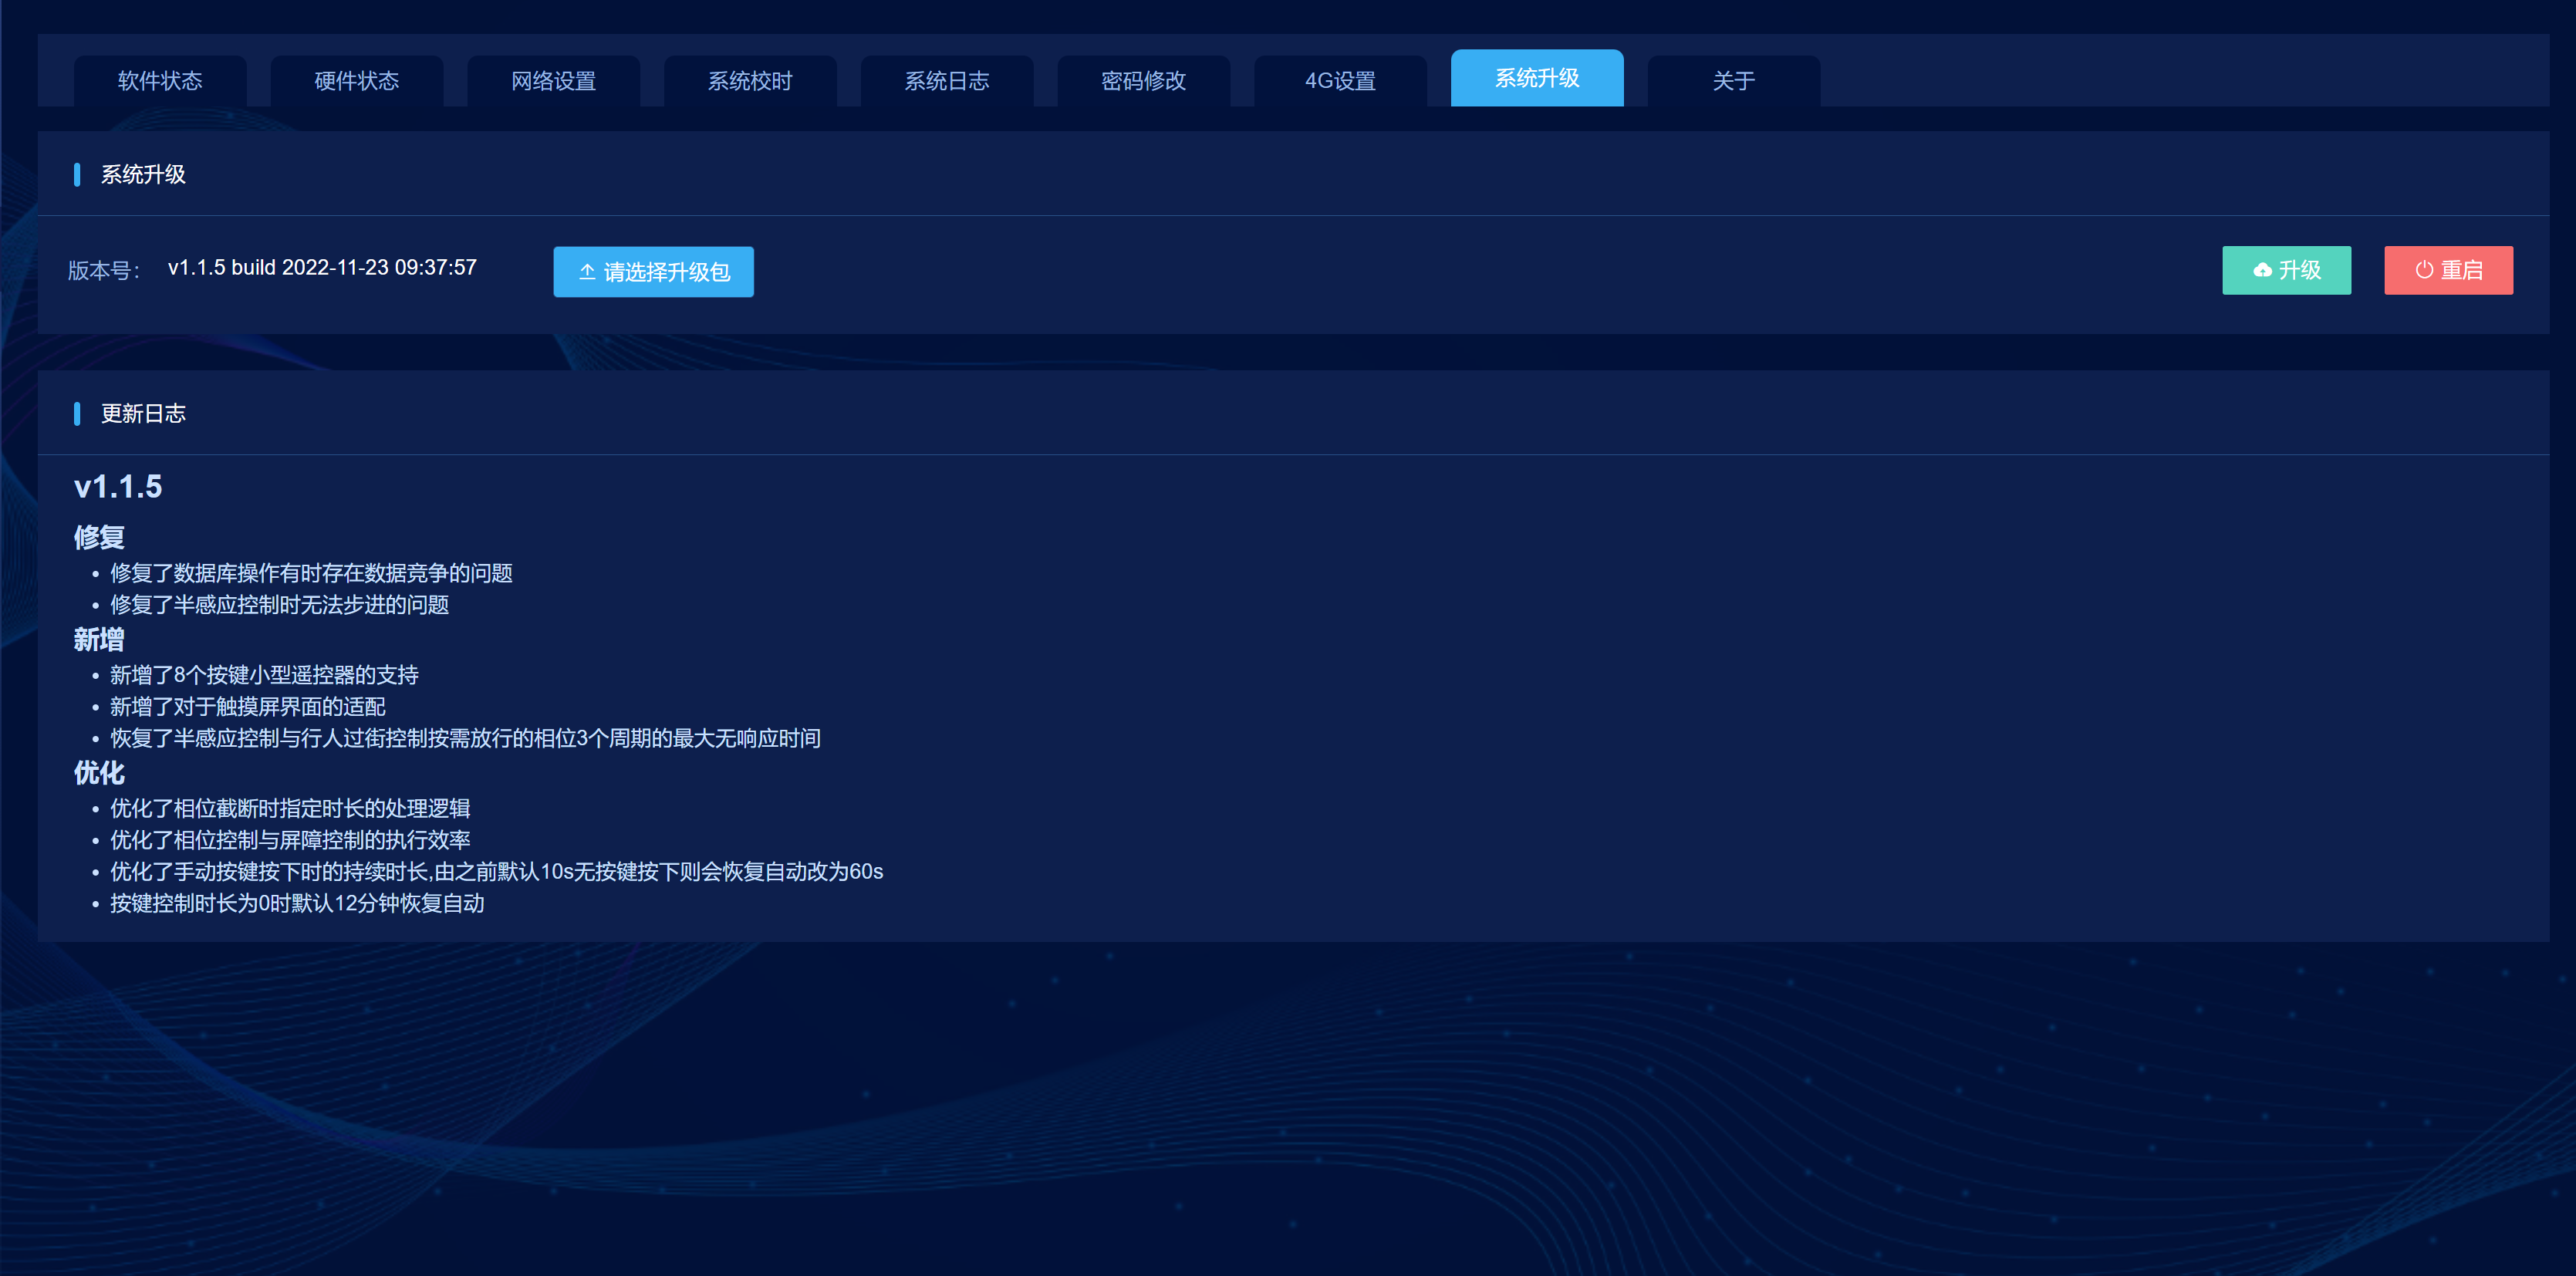 软件状态
硬件状态
网络设置
系统校时
系统日志
密码修改
4G设置
系统升级
关于
系统升级
版本号： v1.1.5 build 2022-11-23 09:37:57 请选择升级包 升级 重启
更新日志
v1.1.5
修复
• 修复了数据库操作有时存在数据竞争的问题
• 修复了半感应控制时无法步进的问题
新增
• 新增了8个按键小型遥控器的支持
• 新增了对于触摸屏界面的适配
• 恢复了半感应控制与行人过街控制按需放行的相位3个周期的最大无响应时间
优化
• 优化了相位截断时指定时长的处理逻辑
• 优化了相位控制与屏障控制的执行效率
• 优化了手动按键按下时的持续时长,由之前默认10s无按键按下则会恢复自动改为60s
• 按键控制时长为0时默认12分钟恢复自动